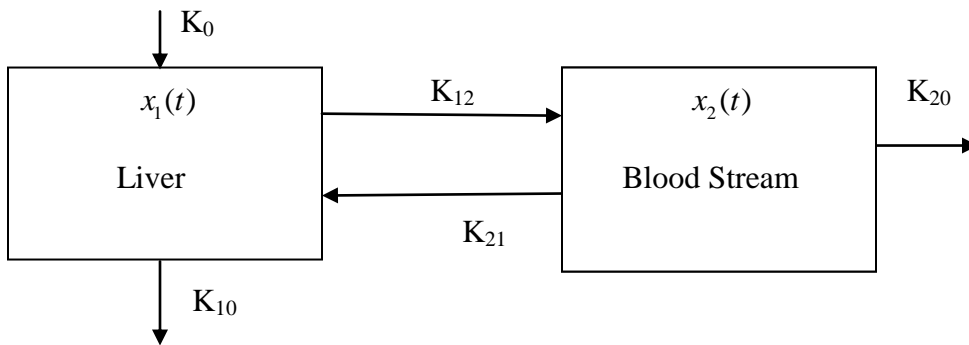 K₀
x₁(t)
K₁₂
x₂(t)
K₂₀
Liver
Blood Stream
K₂₁
K₁₀